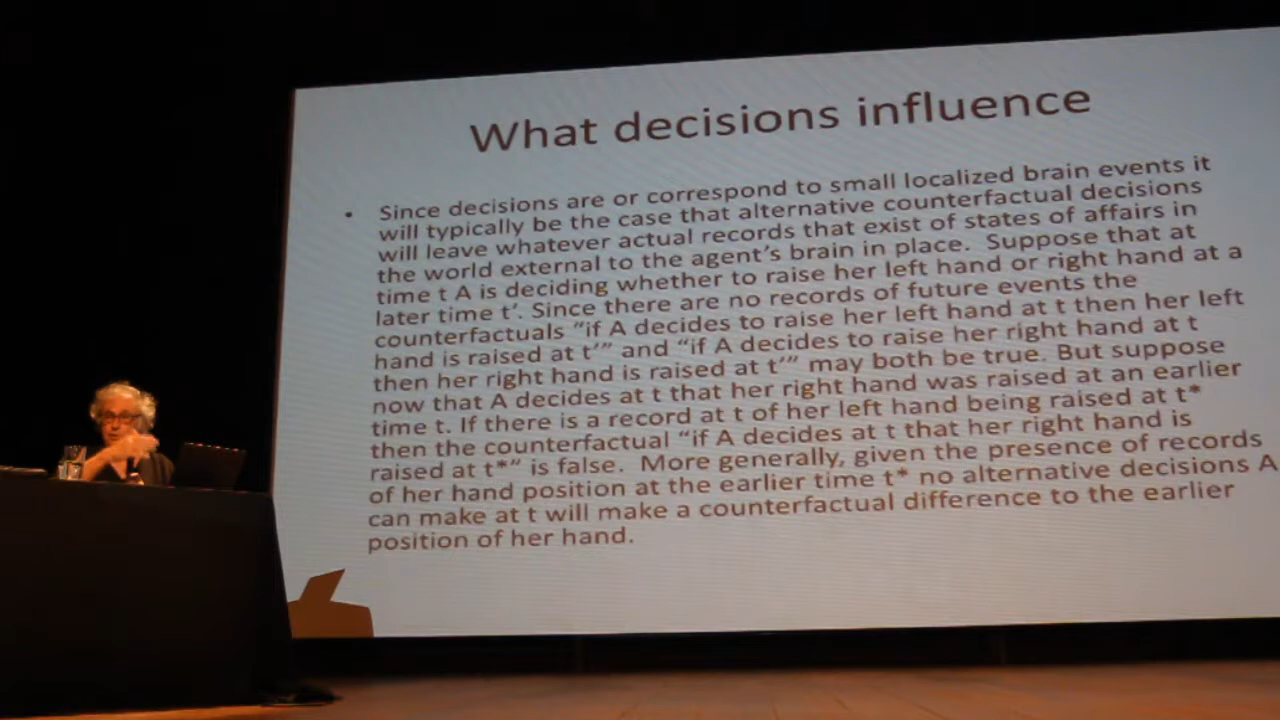 What decisions influence
• Since decisions are or correspond to small localized brain events it
will typically be the case that alternative counterfactual decisions
will leave whatever actual records that exist of states of affairs in
the world external to the agent’s brain in place.  Suppose that at
time t A is deciding whether to raise her left hand or right hand at a
later time t’. Since there are no records of future events the
counterfactuals “if A decides to raise her left hand at t then her left
hand is raised at t’” and “if A decides to raise her right hand at t
then her right hand is raised at t’” may both be true. But suppose
now that A decides at t that her right hand was raised at an earlier
time t. If there is a record at t of her left hand being raised at t*
then the counterfactual “if A decides at t that her right hand is
raised at t*” is false.  More generally, given the presence of records
of her hand position at the earlier time t* no alternative decisions A
can make at t will make a counterfactual difference to the earlier
position of her hand.